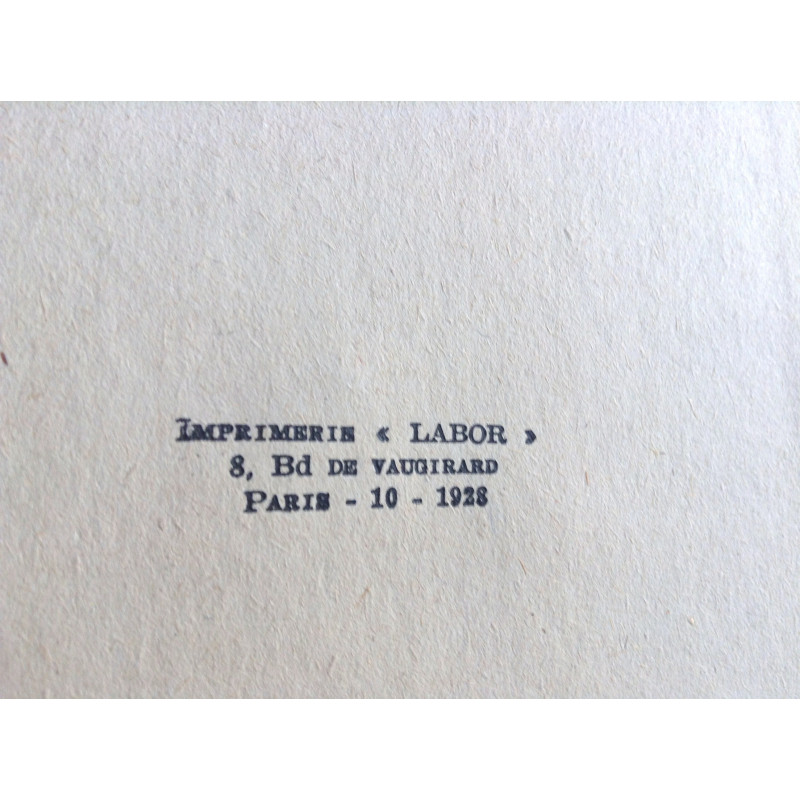 IMPRIMERIE « LABOR »
8, Bd DE VAUGIRARD
PARIS - 10 - 1928